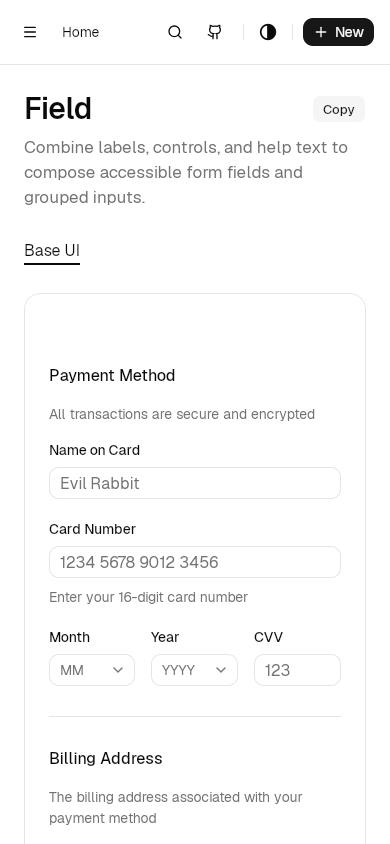 Home
New
Field
Copy
Combine labels, controls, and help text to
compose accessible form fields and
grouped inputs.
Base UI
Payment Method
All transactions are secure and encrypted
Name on Card
Evil Rabbit
Card Number
1234 5678 9012 3456
Enter your 16-digit card number
Month Year CVV
MM YYYY 123
Billing Address
The billing address associated with your
payment method